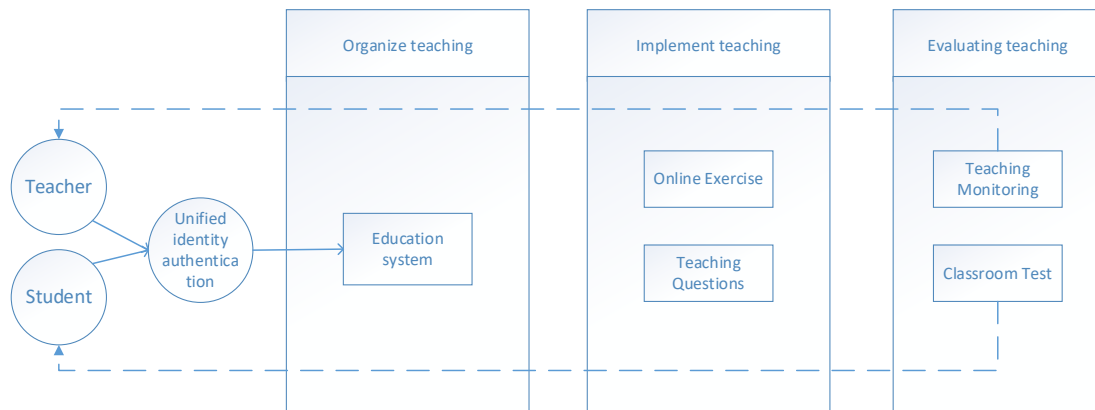 Organize teaching
Implement teaching
Evaluating teaching
Teacher
Student
Unified
identity
authentica
tion
Education
system
Online Exercise
Teaching
Questions
Teaching
Monitoring
Classroom Test